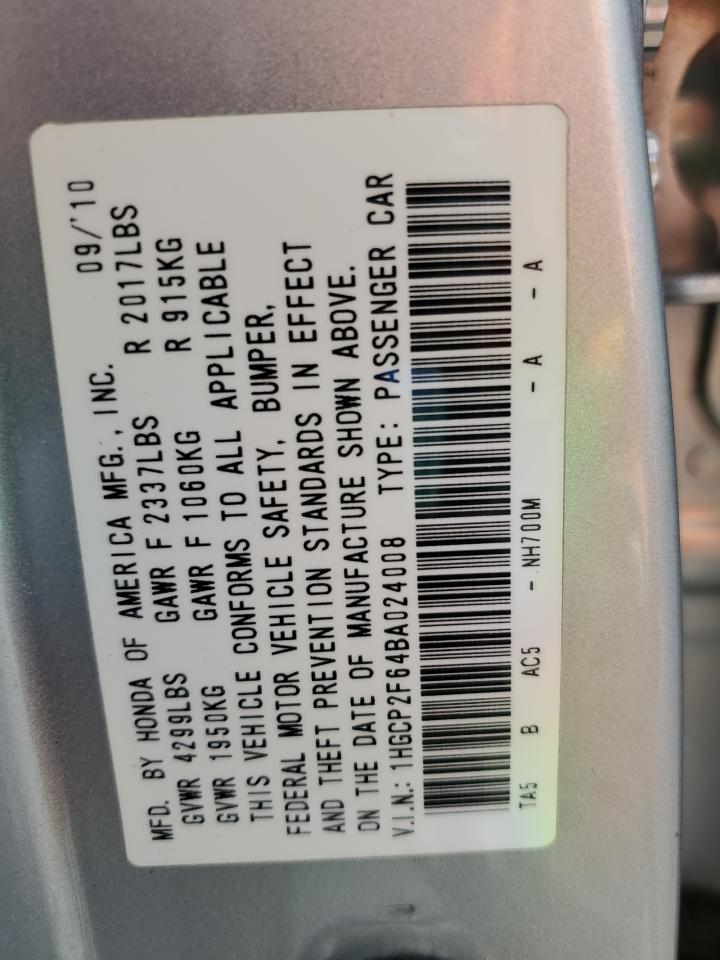 MFD. BY HONDA OF AMERICA MFG., INC. 09/'10
GVWR 4299LBS GAWR F 2337LBS R 2017LBS
GVWR 1950KG GAWR F 1060KG R 915KG
THIS VEHICLE CONFORMS TO ALL APPLICABLE
FEDERAL MOTOR VEHICLE SAFETY, BUMPER,
AND THEFT PREVENTION STANDARDS IN EFFECT
ON THE DATE OF MANUFACTURE SHOWN ABOVE.
V.I.N.: 1HGCP2F64BA024008 TYPE: PASSENGER CAR
TA5 B AC5 - NH700M - A - A